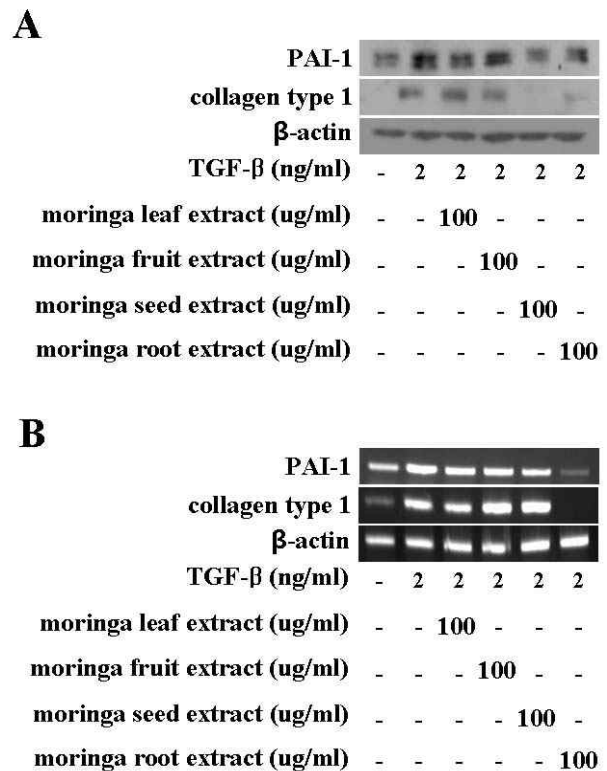 A
PAI-1
collagen type 1
β-actin
TGF-β (ng/ml) - 2 2 2 2 2
moringa leaf extract (ug/ml) - - 100 - - -
moringa fruit extract (ug/ml) - - - 100 - -
moringa seed extract (ug/ml) - - - - 100 -
moringa root extract (ug/ml) - - - - - 100
B
PAI-1
collagen type 1
β-actin
TGF-β (ng/ml) - 2 2 2 2 2
moringa leaf extract (ug/ml) - - 100 - - -
moringa fruit extract (ug/ml) - - - 100 - -
moringa seed extract (ug/ml) - - - - 100 -
moringa root extract (ug/ml) - - - - - 100